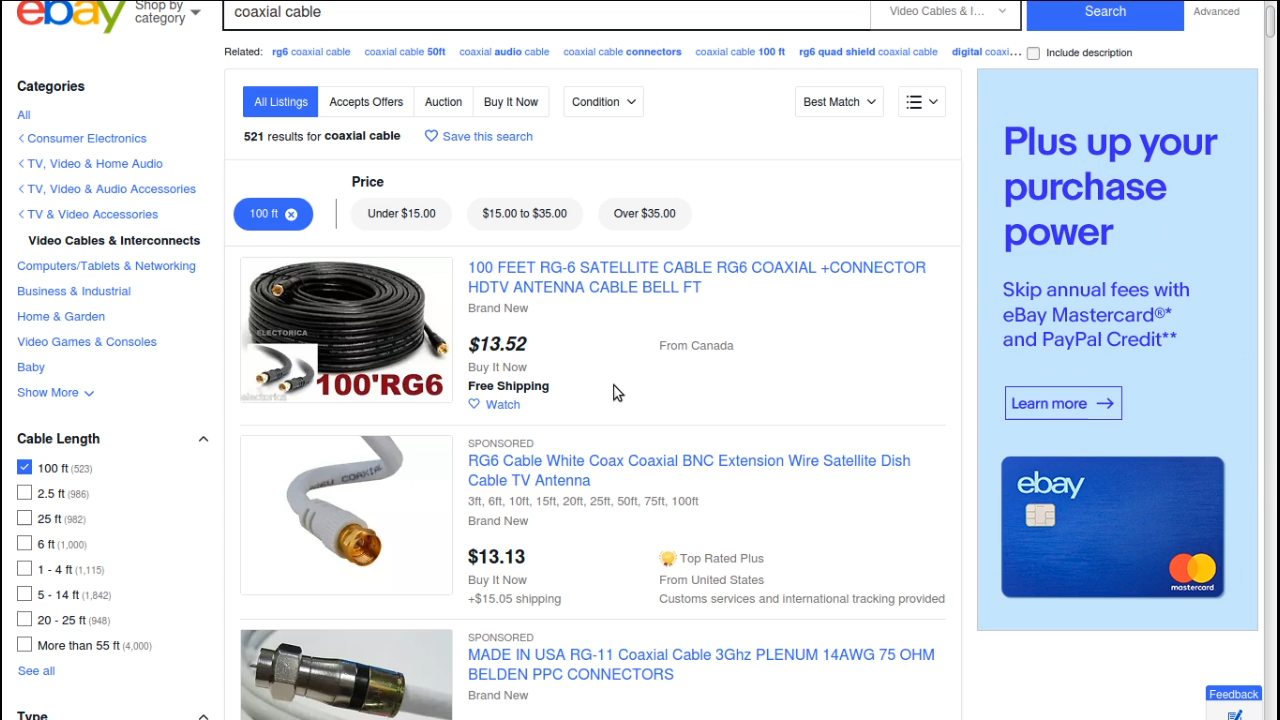 ebay
Shop by
category
coaxial cable
Video Cables & I...
Search
Advanced
Related:
rg6 coaxial cable
coaxial cable 50ft
coaxial audio cable
coaxial cable connectors
coaxial cable 100 ft
rg6 quad shield coaxial cable
digital coaxi...
Include description
Categories
All
Consumer Electronics
TV, Video & Home Audio
TV, Video & Audio Accessories
TV & Video Accessories
Video Cables & Interconnects
Computers/Tablets & Networking
Business & Industrial
Home & Garden
Video Games & Consoles
Baby
Show More
Cable Length
100 ft (523)
2.5 ft (986)
25 ft (982)
6 ft (1,000)
1 - 4 ft (1,115)
5 - 14 ft (1,842)
20 - 25 ft (948)
More than 55 ft (4,000)
See all
Type
All Listings
Accepts Offers
Auction
Buy It Now
Condition
Best Match
521 results for coaxial cable
Save this search
Price
100 ft
Under $15.00
$15.00 to $35.00
Over $35.00
ELECTORICA
100'RG6
electorica
100 FEET RG-6 SATELLITE CABLE RG6 COAXIAL +CONNECTOR
HDTV ANTENNA CABLE BELL FT
Brand New
$13.52
From Canada
Buy It Now
Free Shipping
Watch
COAXIAL
SPONSORED
RG6 Cable White Coax Coaxial BNC Extension Wire Satellite Dish
Cable TV Antenna
3ft, 6ft, 10ft, 15ft, 20ft, 25ft, 50ft, 75ft, 100ft
Brand New
$13.13
Top Rated Plus
Buy It Now
From United States
+$15.05 shipping
Customs services and international tracking provided
SPONSORED
MADE IN USA RG-11 Coaxial Cable 3Ghz PLENUM 14AWG 75 OHM
BELDEN PPC CONNECTORS
Brand New
Plus up your
purchase
power
Skip annual fees with
eBay Mastercard®*
and PayPal Credit**
Learn more
ebay
mastercard
Feedback